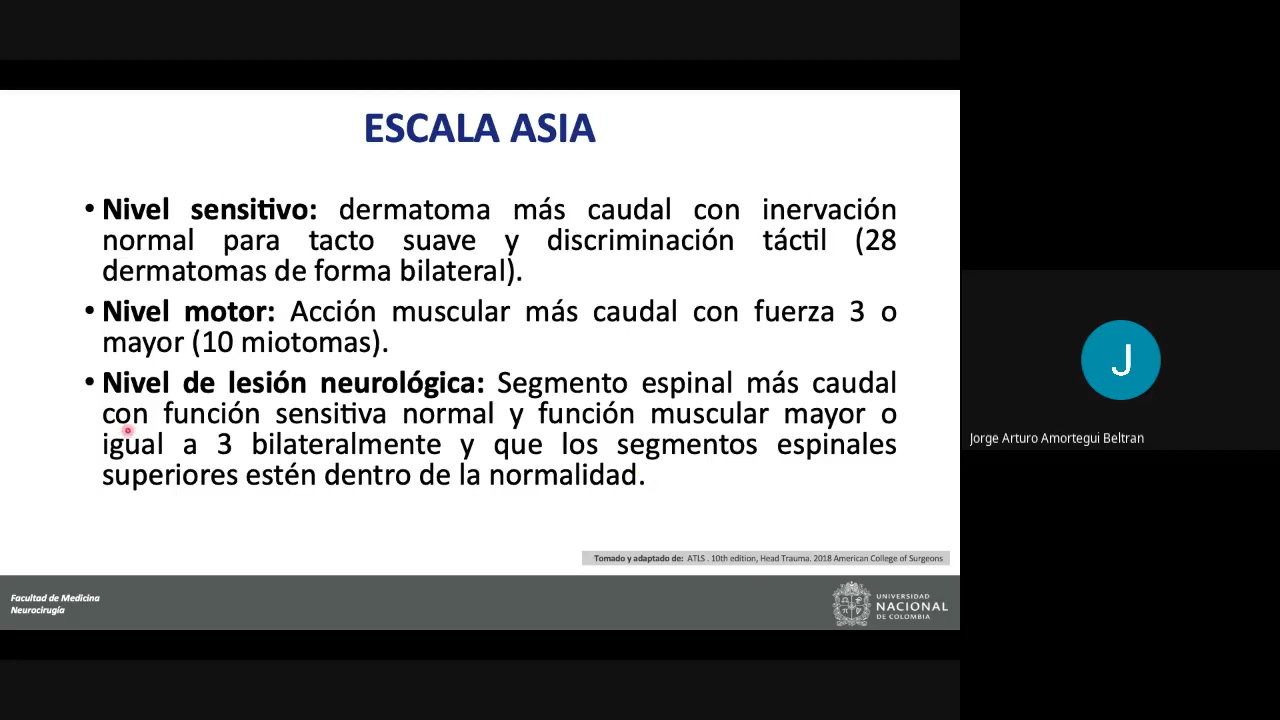 ESCALA ASIA
• Nivel sensitivo: dermatoma más caudal con inervación
normal para tacto suave y discriminación táctil (28
dermatomas de forma bilateral).
• Nivel motor: Acción muscular más caudal con fuerza 3 o
mayor (10 miotomas).
• Nivel de lesión neurológica: Segmento espinal más caudal
con función sensitiva normal y función muscular mayor o
igual a 3 bilateralmente y que los segmentos espinales
superiores estén dentro de la normalidad.
Tomado y adaptado de: ATLS . 10th edition, Head Trauma. 2018 American College of Surgeons
Facultad de Medicina
Neurocirugía
UNIVERSIDAD
NACIONAL
DE COLOMBIA
J
Jorge Arturo Amortegui Beltran